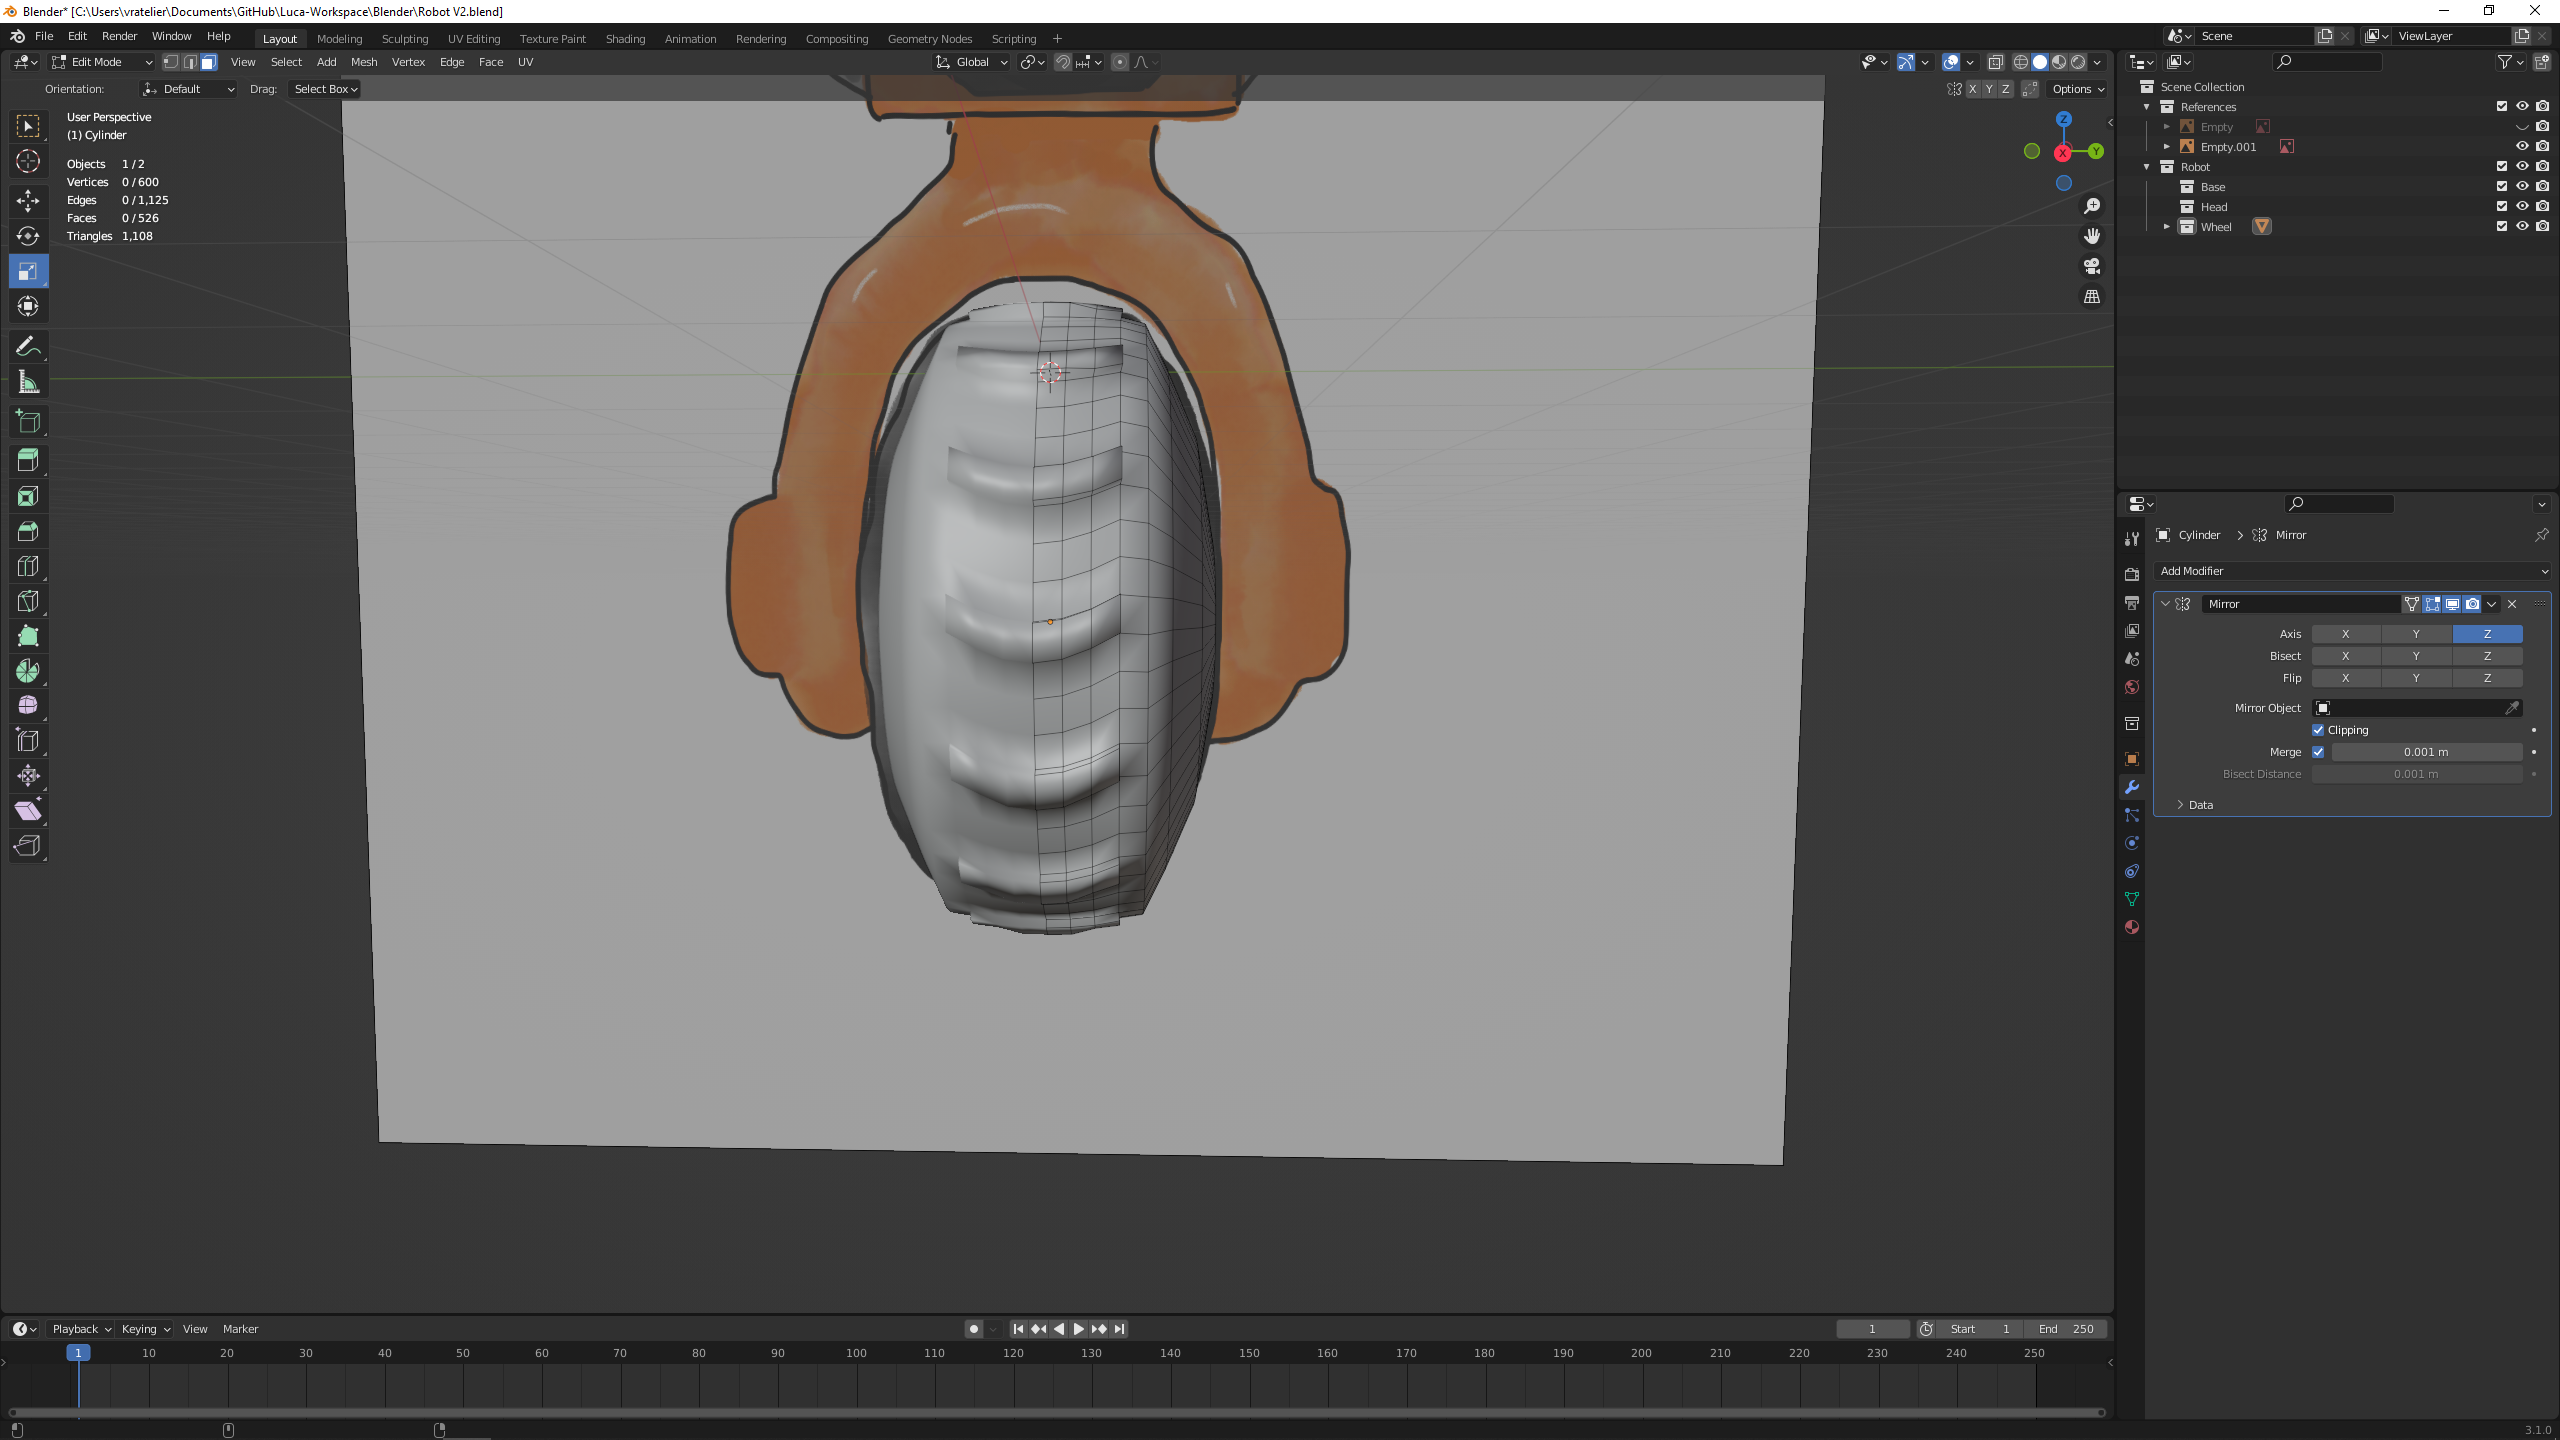 Blender* [C:\Users\vratelier\Documents\GitHub\Luca-Workspace\Blender\Robot V2.blend]
File Edit Render Window Help Layout Modeling Sculpting UV Editing Texture Paint Shading Animation Rendering Compositing Geometry Nodes Scripting + Scene ViewLayer
Edit Mode View Select Add Mesh Vertex Edge Face UV Global
Orientation: Default Drag: Select Box X Y Z Options
User Perspective
(1) Cylinder
Objects 1 / 2
Vertices 0 / 600
Edges 0 / 1,125
Faces 0 / 526
Triangles 1,108
Z
X
Y
Scene Collection
References
Empty
Empty.001
Robot
Base
Head
Wheel
Cylinder > Mirror
Add Modifier
Mirror
Axis X Y Z
Bisect X Y Z
Flip X Y Z
Mirror Object
Clipping
Merge 0.001 m
Bisect Distance 0.001 m
Data
Playback Keying View Marker 1 Start 1 End 250
1 10 20 30 40 50 60 70 80 90 100 110 120 130 140 150 160 170 180 190 200 210 220 230 240 250
3.1.0